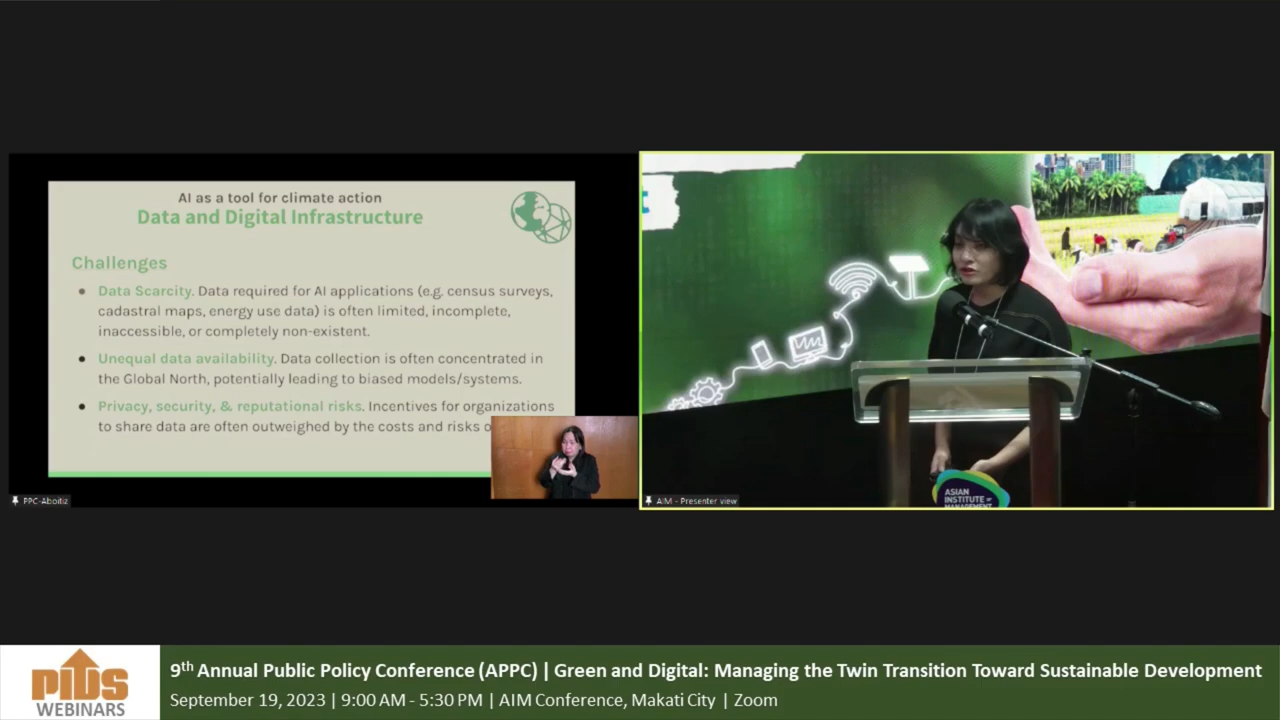 AI as a tool for climate action
Data and Digital Infrastructure
Challenges
• Data Scarcity. Data required for AI applications (e.g. census surveys,
cadastral maps, energy use data) is often limited, incomplete,
inaccessible, or completely non-existent.
• Unequal data availability. Data collection is often concentrated in
the Global North, potentially leading to biased models/systems.
• Privacy, security, & reputational risks. Incentives for organizations
to share data are often outweighed by the costs and risks
PPC-Aboitiz
ASIAN
INSTITUTE OF
MANAGEMENT
AIM - Presenter view
PIDS
WEBINARS
9th Annual Public Policy Conference (APPC) | Green and Digital: Managing the Twin Transition Toward Sustainable Development
September 19, 2023 | 9:00 AM - 5:30 PM | AIM Conference, Makati City | Zoom